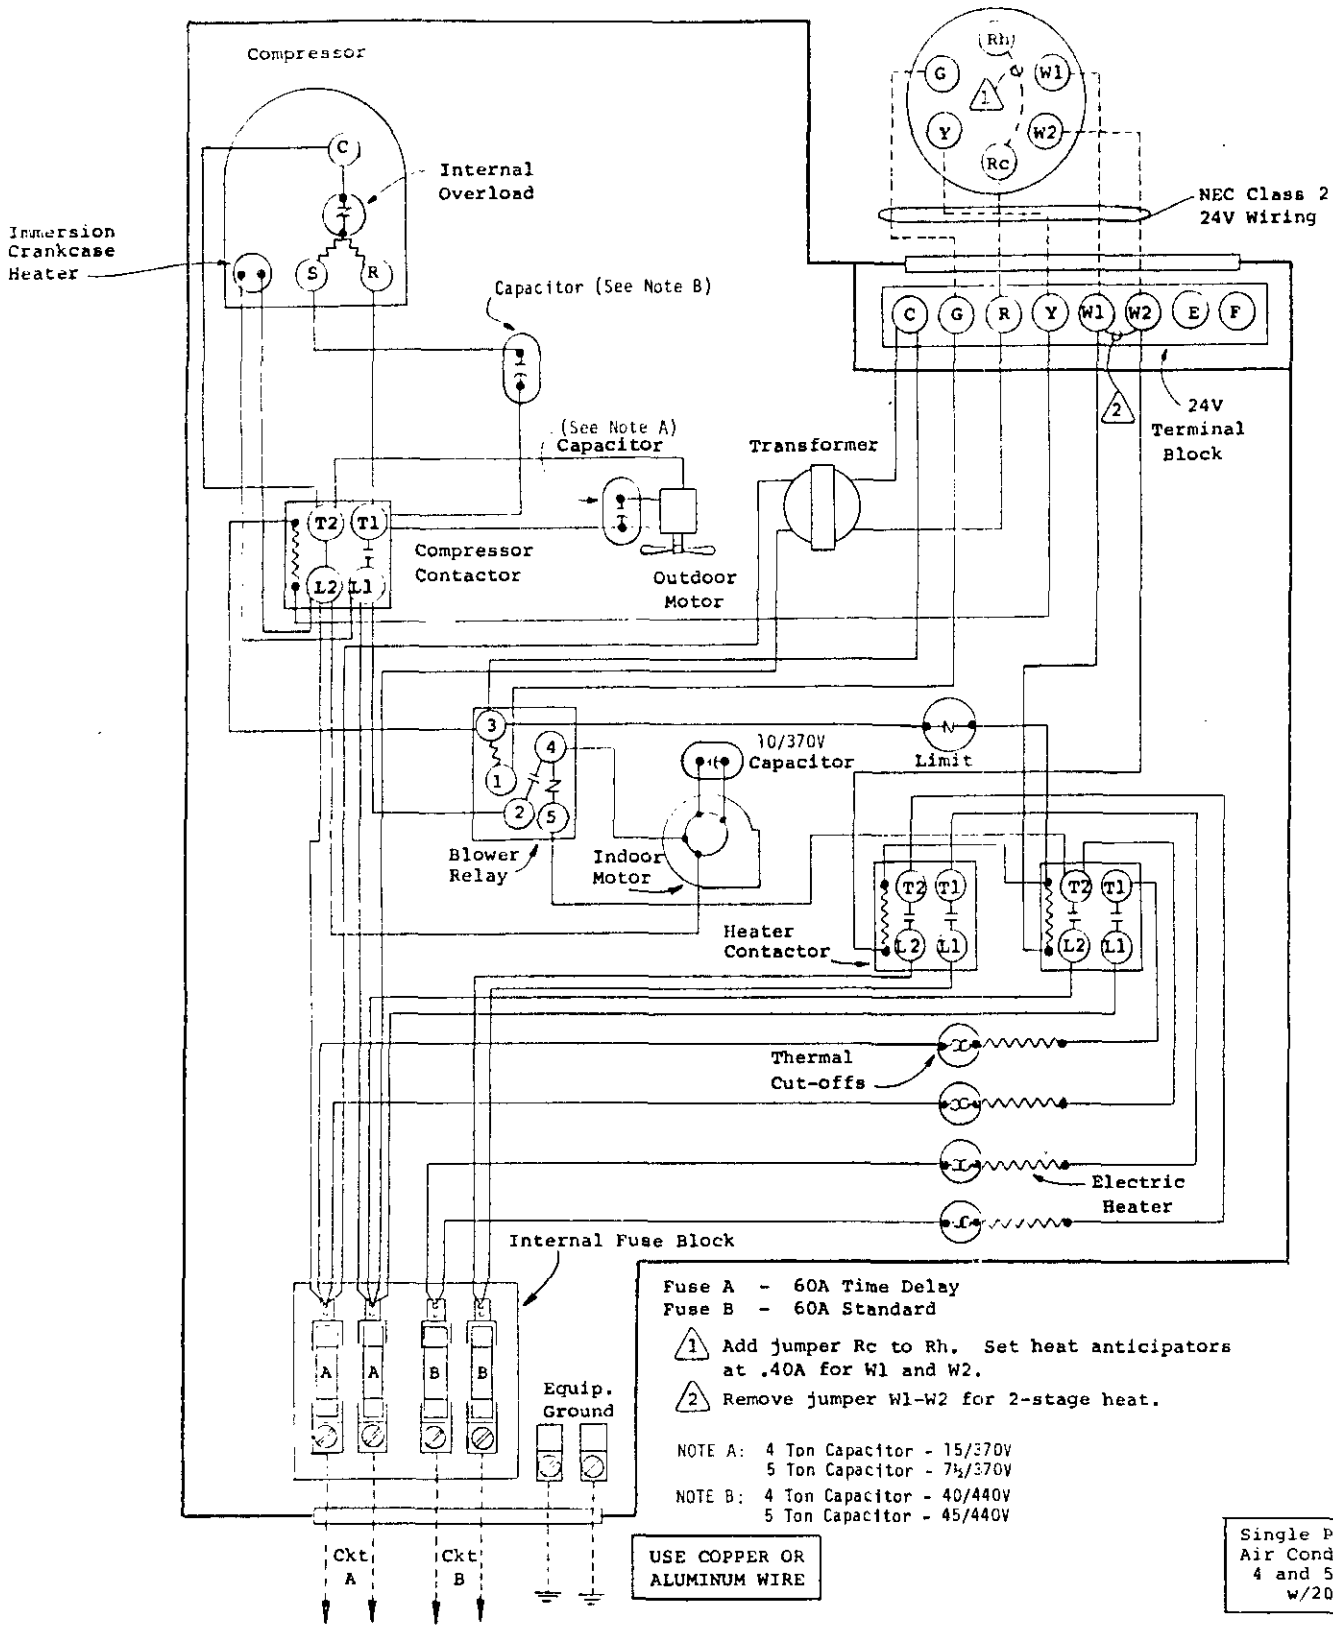 Compressor
C
Internal
Overload
Immersion
Crankcase
Heater
S
R
Capacitor (See Note B)
Rh
G
W1
1
Y
W2
Rc
NEC Class 2
24V Wiring
C
G
R
Y
W1
W2
E
F
2
24V
Terminal
Block
(See Note A)
Capacitor
Transformer
T2
T1
Compressor
Contactor
L2
L1
Outdoor
Motor
3
4
1
2
5
Blower
Relay
10/370V
Capacitor
Indoor
Motor
Limit
T2
T1
T2
T1
Heater
Contactor
L2
L1
L2
L1
Thermal
Cut-offs
Electric
Heater
Internal Fuse Block
A
A
B
B
Equip.
Ground
Fuse A - 60A Time Delay
Fuse B - 60A Standard
1 Add jumper Rc to Rh. Set heat anticipators
at .40A for W1 and W2.
2 Remove jumper W1-W2 for 2-stage heat.
NOTE A: 4 Ton Capacitor - 15/370V
5 Ton Capacitor - 7½/370V
NOTE B: 4 Ton Capacitor - 40/440V
5 Ton Capacitor - 45/440V
Ckt
A
Ckt
B
USE COPPER OR
ALUMINUM WIRE
Single P
Air Cond
4 and 5
w/20